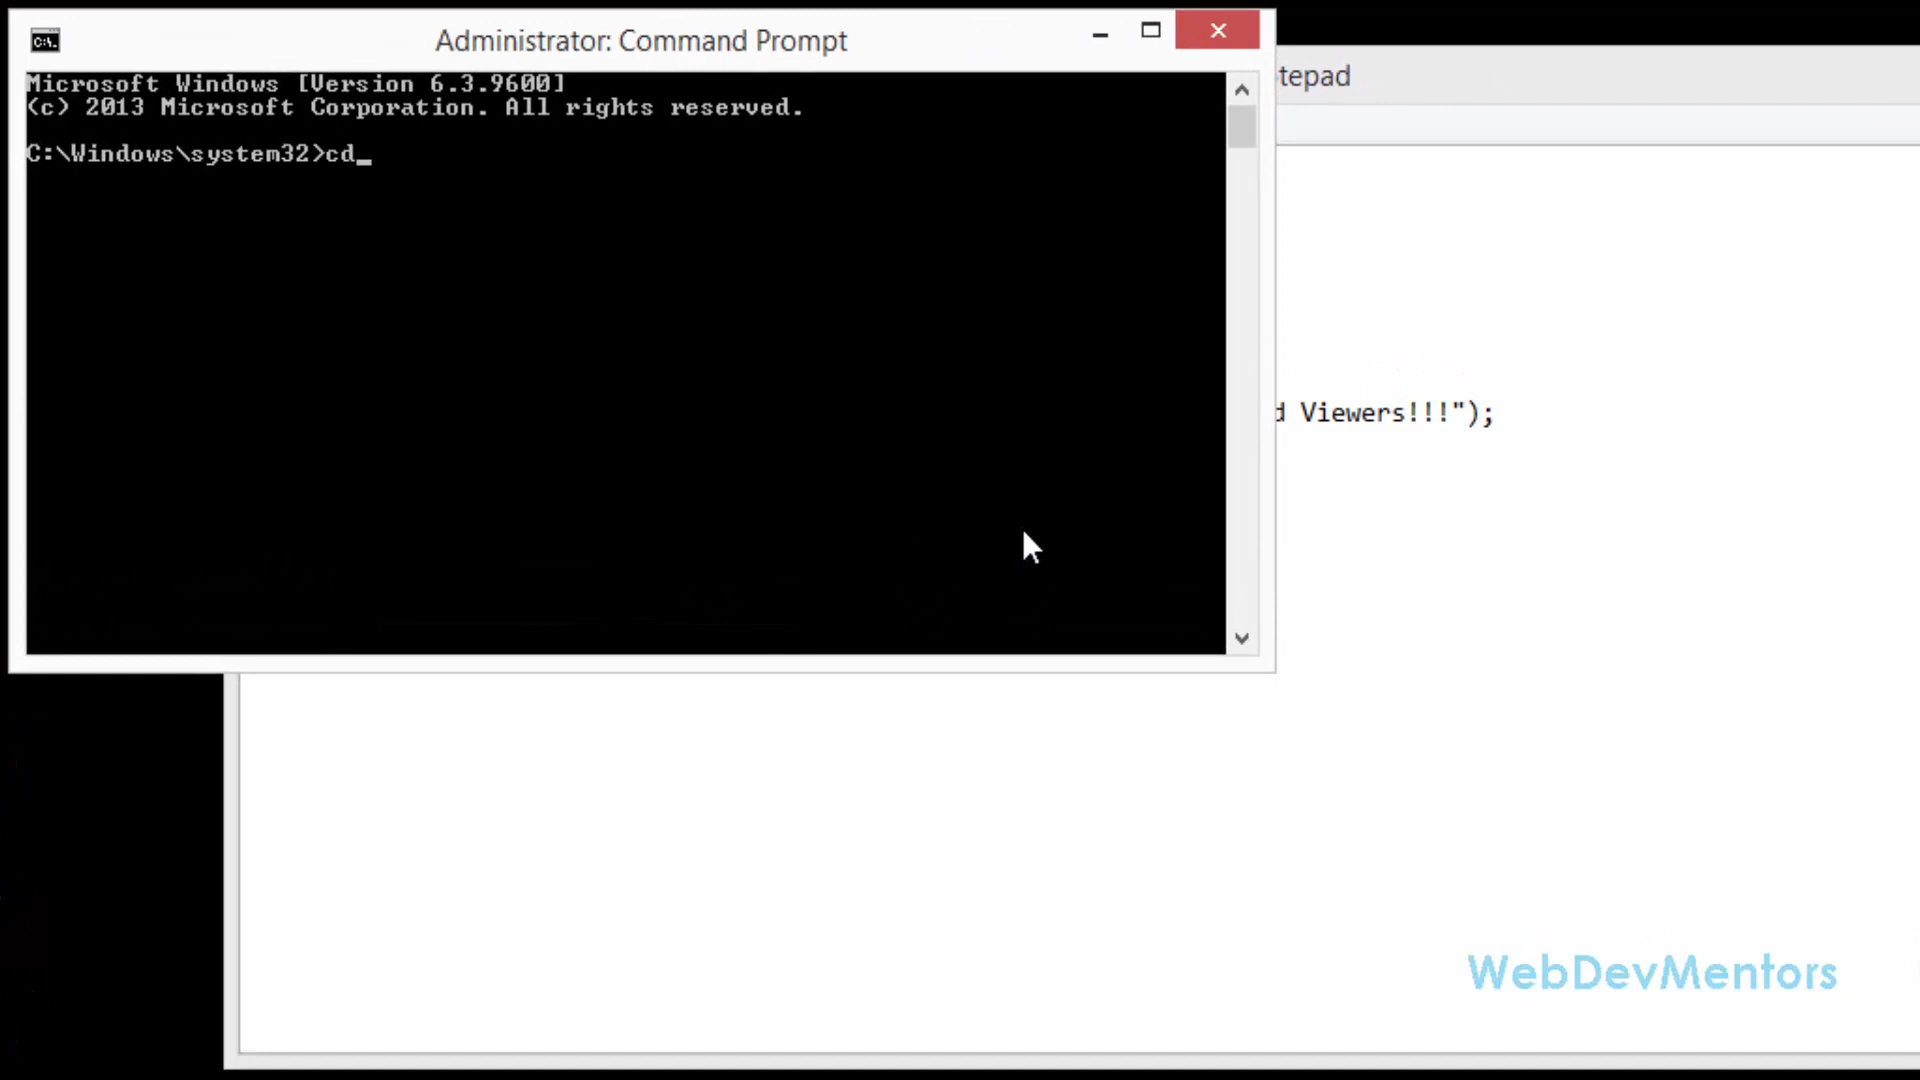 Administrator: Command Prompt
Microsoft Windows [Version 6.3.9600]
(c) 2013 Microsoft Corporation. All rights reserved.
C:\Windows\system32>cd_
tepad
d Viewers!!!");
WebDevMentors